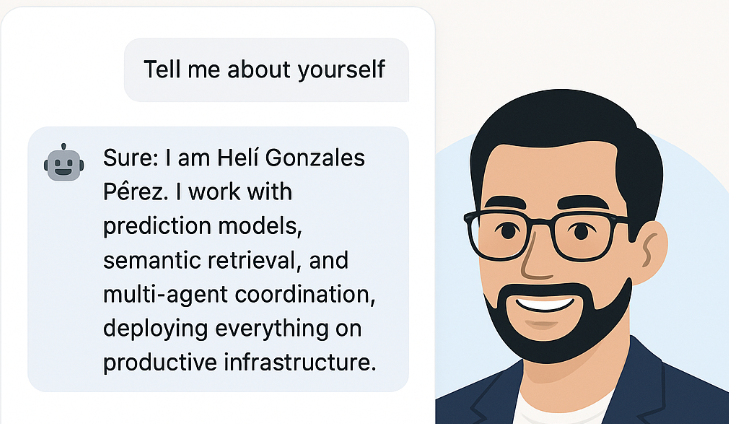 Tell me about yourself
Sure: I am Helí Gonzales
Pérez. I work with
prediction models,
semantic retrieval, and
multi-agent coordination,
deploying everything on
productive infrastructure.